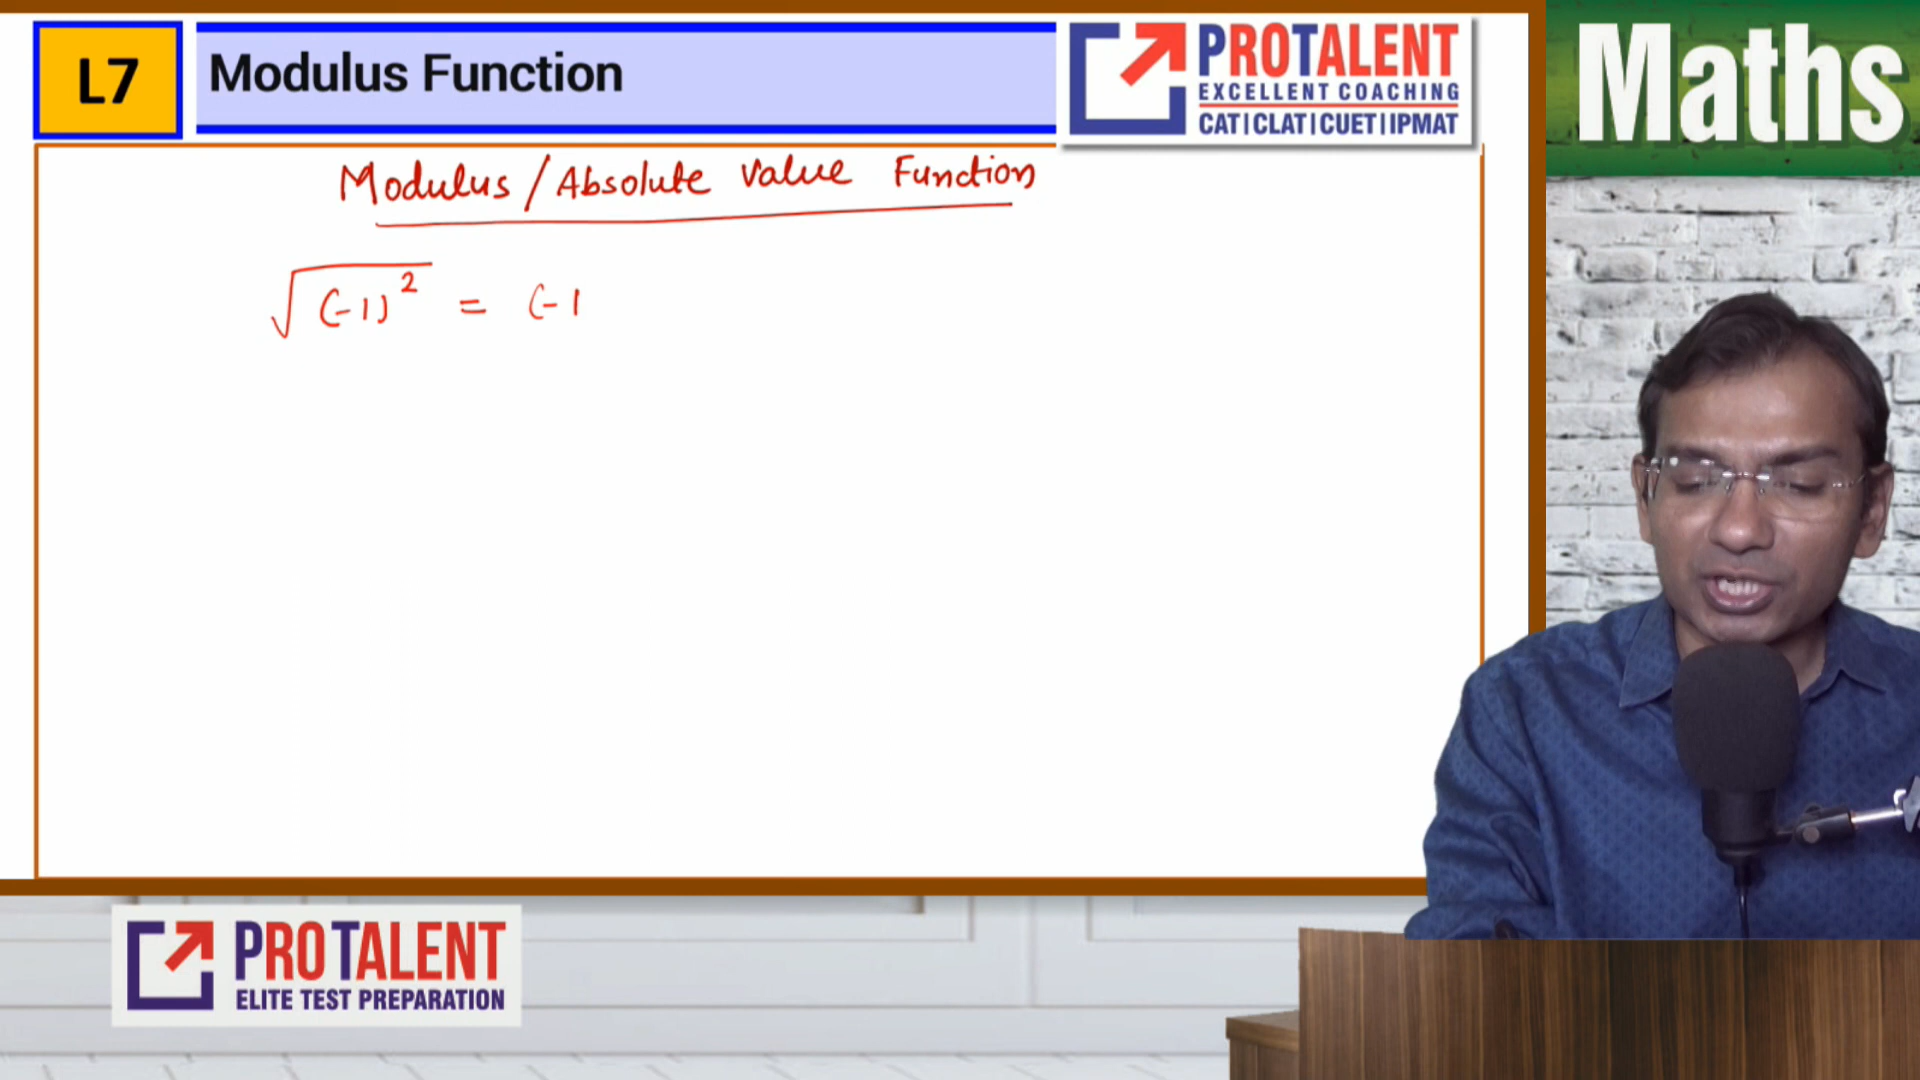 L7
Modulus Function
PROTALENT
EXCELLENT COACHING
CAT|CLAT|CUET|IPMAT
Maths
Modulus / Absolute Value Function
√(-1)² = (-1
PROTALENT
ELITE TEST PREPARATION